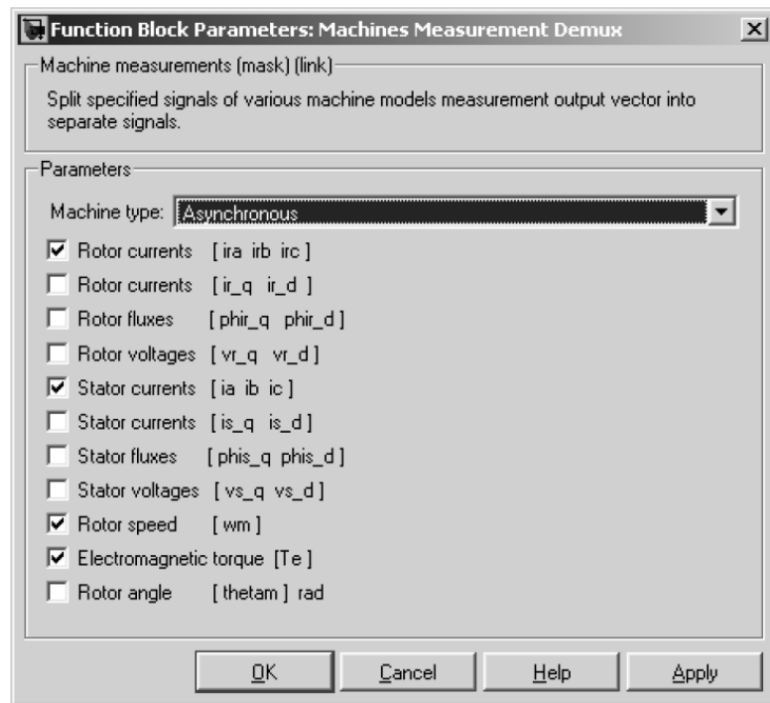 Function Block Parameters: Machines Measurement Demux
Machine measurements (mask) (link)
Split specified signals of various machine models measurement output vector into
separate signals.
Parameters
Machine type: Asynchronous
Rotor currents [ ira irb irc ]
Rotor currents [ ir_q ir_d ]
Rotor fluxes [ phir_q phir_d ]
Rotor voltages [ vr_q vr_d ]
Stator currents [ ia ib ic ]
Stator currents [ is_q is_d ]
Stator fluxes [ phis_q phis_d ]
Stator voltages [ vs_q vs_d ]
Rotor speed [ wm ]
Electromagnetic torque [Te ]
Rotor angle [ thetam ] rad
OK Cancel Help Apply